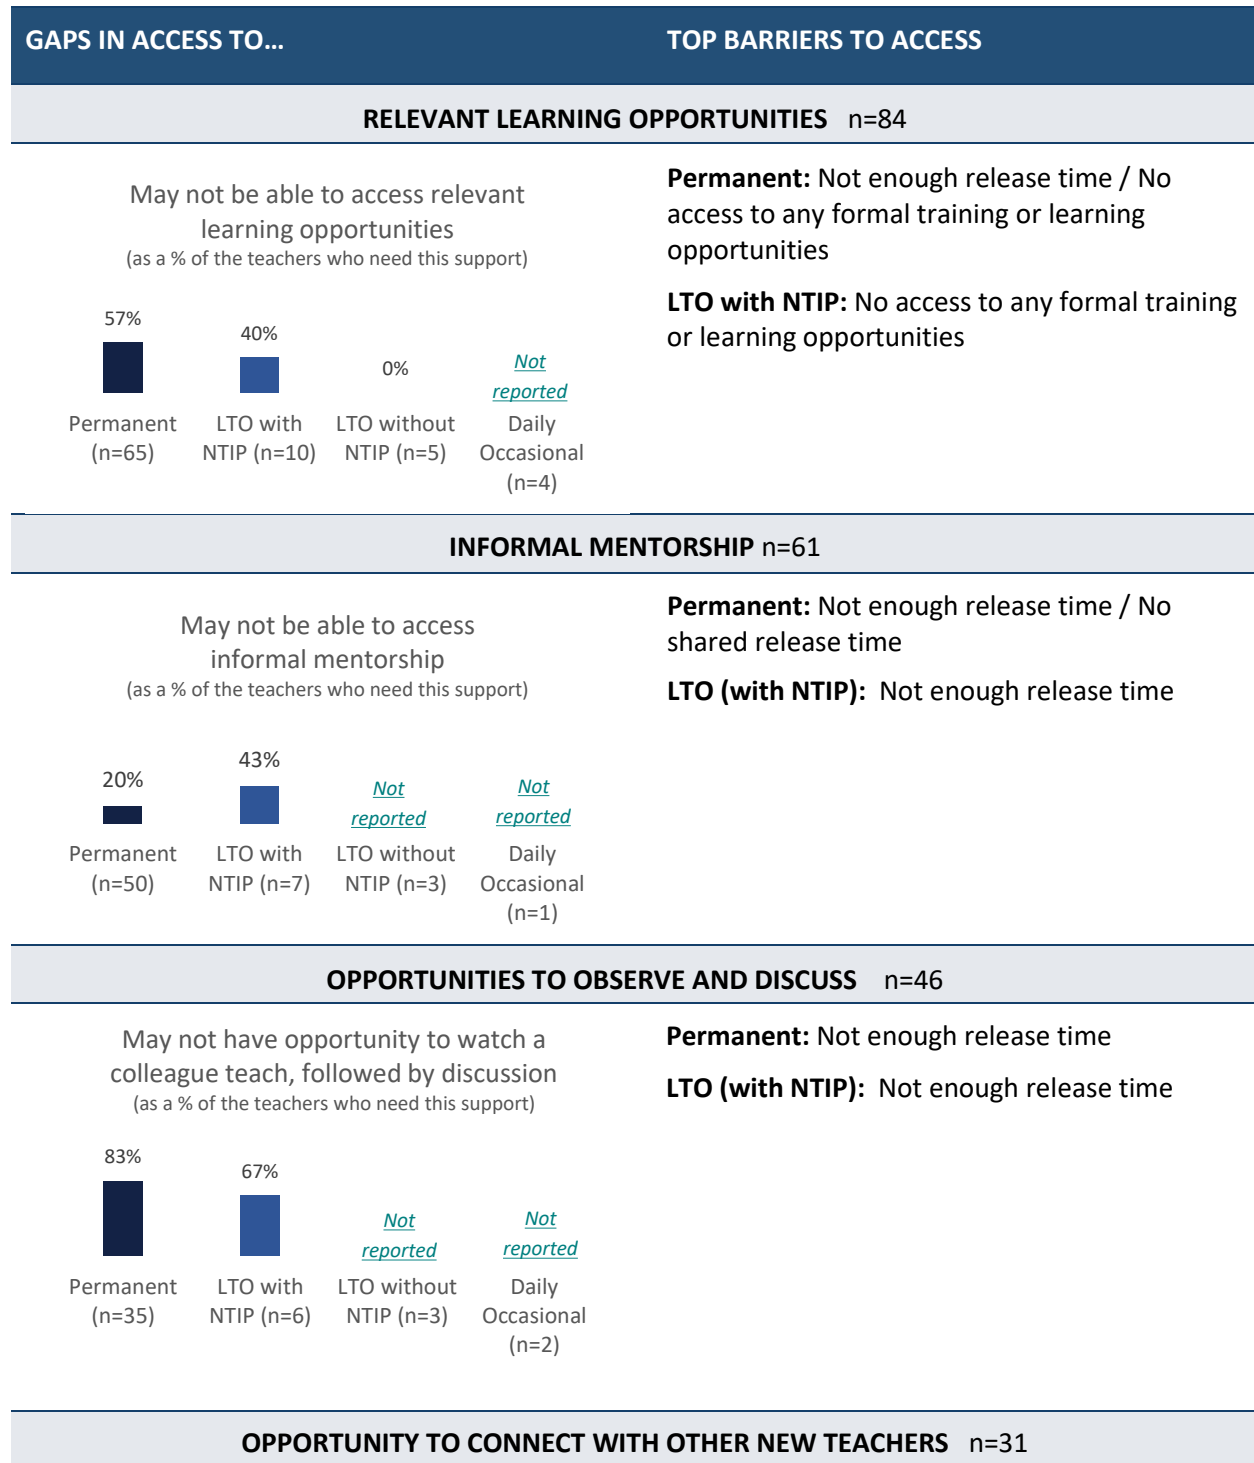 GAPS IN ACCESS TO…
TOP BARRIERS TO ACCESS
RELEVANT LEARNING OPPORTUNITIES n=84
May not be able to access relevant
learning opportunities
(as a % of the teachers who need this support)
57%
40%
0%
Not
reported
Permanent
(n=65)
LTO with
NTIP (n=10)
LTO without
NTIP (n=5)
Daily
Occasional
(n=4)
Permanent: Not enough release time / No
access to any formal training or learning
opportunities
LTO with NTIP: No access to any formal training
or learning opportunities
INFORMAL MENTORSHIP n=61
May not be able to access
informal mentorship
(as a % of the teachers who need this support)
20%
43%
Not
reported
Not
reported
Permanent
(n=50)
LTO with
NTIP (n=7)
LTO without
NTIP (n=3)
Daily
Occasional
(n=1)
Permanent: Not enough release time / No
shared release time
LTO (with NTIP): Not enough release time
OPPORTUNITIES TO OBSERVE AND DISCUSS n=46
May not have opportunity to watch a
colleague teach, followed by discussion
(as a % of the teachers who need this support)
83%
67%
Not
reported
Not
reported
Permanent
(n=35)
LTO with
NTIP (n=6)
LTO without
NTIP (n=3)
Daily
Occasional
(n=2)
Permanent: Not enough release time
LTO (with NTIP): Not enough release time
OPPORTUNITY TO CONNECT WITH OTHER NEW TEACHERS n=31